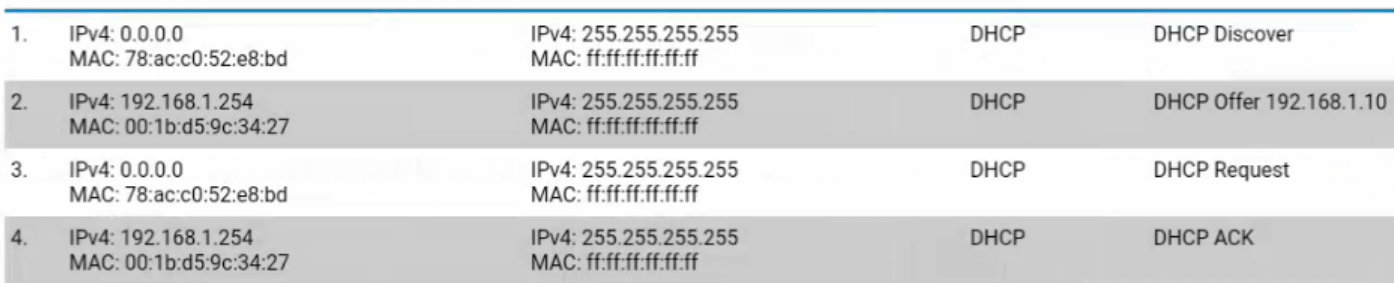 1. IPv4: 0.0.0.0 IPv4: 255.255.255.255 DHCP DHCP Discover
MAC: 78:ac:c0:52:e8:bd MAC: ff:ff:ff:ff:ff:ff
2. IPv4: 192.168.1.254 IPv4: 255.255.255.255 DHCP DHCP Offer 192.168.1.10
MAC: 00:1b:d5:9c:34:27 MAC: ff:ff:ff:ff:ff:ff
3. IPv4: 0.0.0.0 IPv4: 255.255.255.255 DHCP DHCP Request
MAC: 78:ac:c0:52:e8:bd MAC: ff:ff:ff:ff:ff:ff
4. IPv4: 192.168.1.254 IPv4: 255.255.255.255 DHCP DHCP ACK
MAC: 00:1b:d5:9c:34:27 MAC: ff:ff:ff:ff:ff:ff